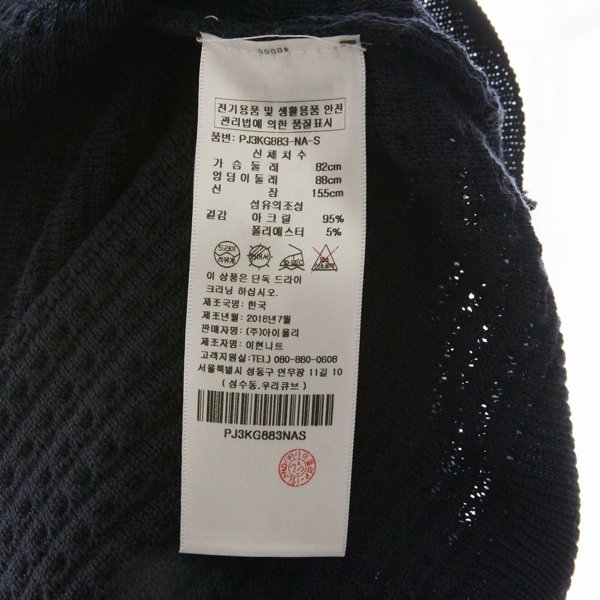 전기용품 및 생활용품 안전
관리법에 의한 품질표시
품번: PJ3KG883-NA-S
신체치수
가슴둘레 82cm
엉덩이둘레 88cm
신장 155cm
섬유의조성
겉감 아크릴 95%
폴리에스터 5%
드라이
석유계
이 상품은 단독 드라이
크리닝 하십시오.
제조국명: 한국
제조년월: 2018년7월
판매자명: (주)아이올리
제조자명: 이현니트
고객지원실: TEL) 080-880-0608
서울특별시 성동구 연무장 11길 10
(성수동,우리큐브)
PJ3KG883NAS